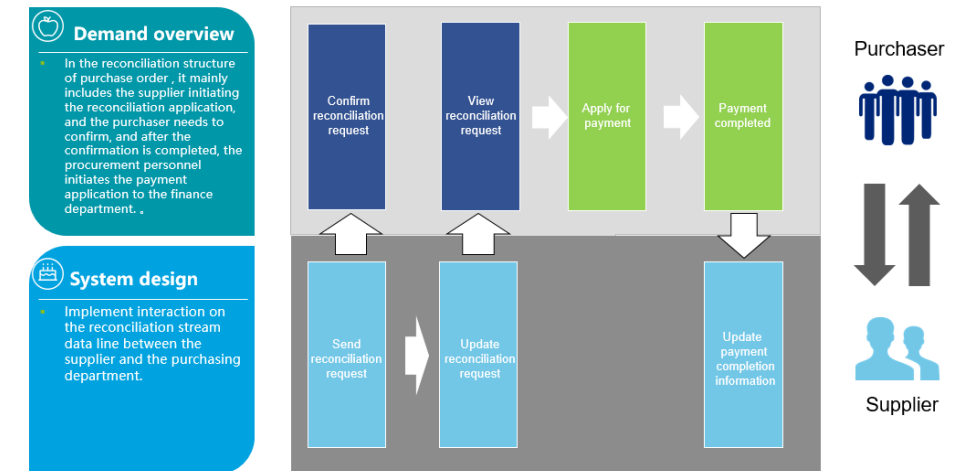 Demand overview
In the reconciliation structure
of purchase order , it mainly
includes the supplier initiating
the reconciliation application,
and the purchaser needs to
confirm, and after the
confirmation is completed, the
procurement personnel
initiates the payment
application to the finance
department. 。
System design
Implement interaction on
the reconciliation stream
data line between the
supplier and the purchasing
department.
Confirm
reconciliation
request
View
reconciliation
request
Apply for
payment
Payment
completed
Send
reconciliation
request
Update
reconciliation
request
Update
payment
completion
information
Purchaser
Supplier